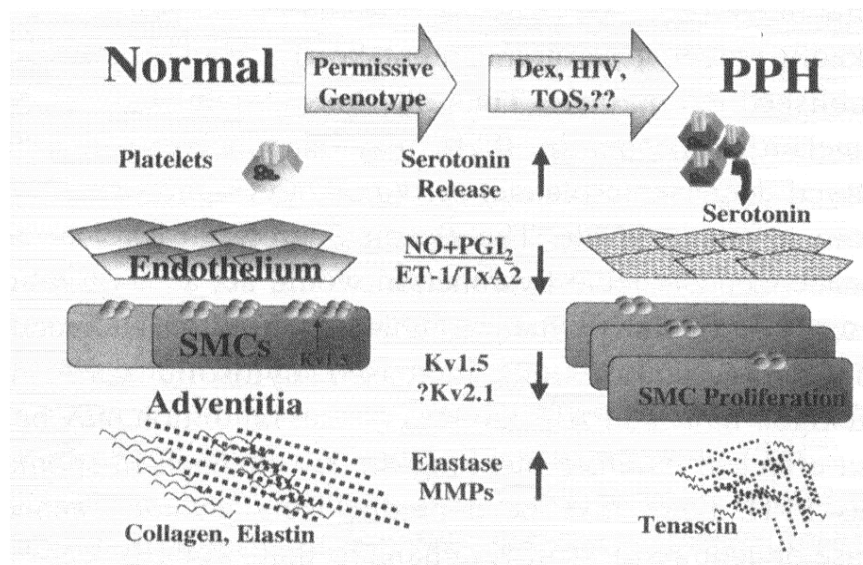 Normal
Permissive
Genotype
Dex, HIV,
TOS,??
PPH
Platelets
Serotonin
Release
Serotonin
Endothelium
NO+PGI2
ET-1/TxA2
SMCs
Kv1.5
Kv1.5
?Kv2.1
SMC Proliferation
Adventitia
Elastase
MMPs
Collagen, Elastin
Tenascin